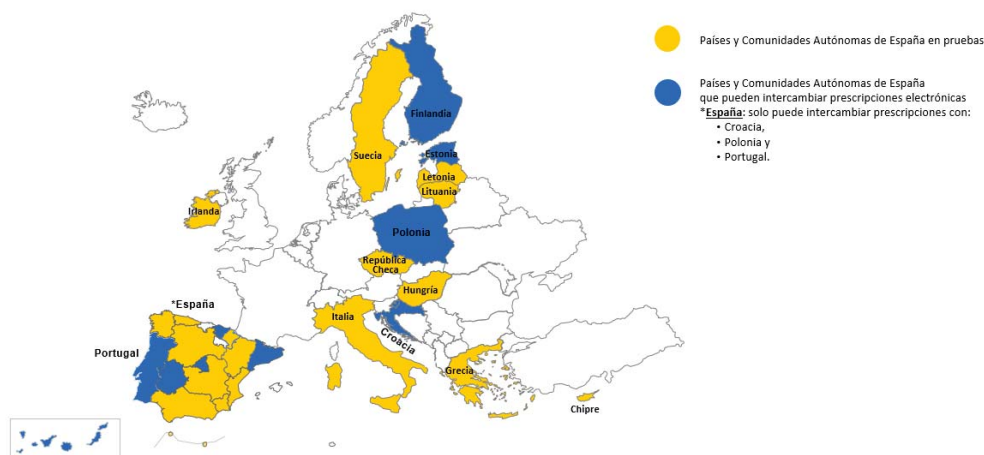 Países y Comunidades Autónomas de España en pruebas
Países y Comunidades Autónomas de España
que pueden intercambiar prescripciones electrónicas
*España: solo puede intercambiar prescripciones con:
• Croacia,
• Polonia y
• Portugal.
Finlandia
Suecia
Estonia
Letonia
Lituania
Irlanda
Polonia
República
Checa
Hungría
*España
Italia
Croacia
Portugal
Grecia
Chipre